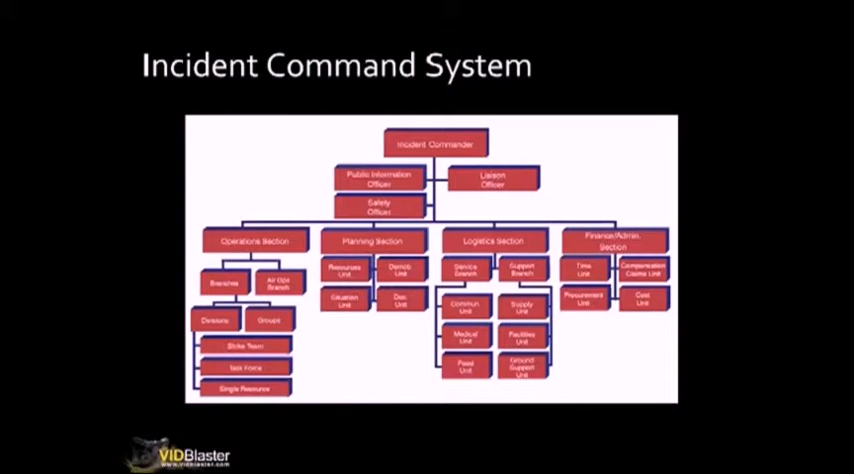 Incident Command System
Incident Commander
Public Information
Officer
Liaison
Officer
Safety
Officer
Operations Section
Planning Section
Logistics Section
Finance/Admin.
Section
Branches
Air Ops
Branch
Resources
Unit
Demob
Unit
Service
Branch
Support
Branch
Time
Unit
Compensation
Claims Unit
Situation
Unit
Doc
Unit
Procurement
Unit
Cost
Unit
Divisions
Groups
Commun
Unit
Supply
Unit
Strike Team
Medical
Unit
Facilities
Unit
Task Force
Food
Unit
Ground
Support
Unit
Single Resource
VIDBlaster
www.vidblaster.com